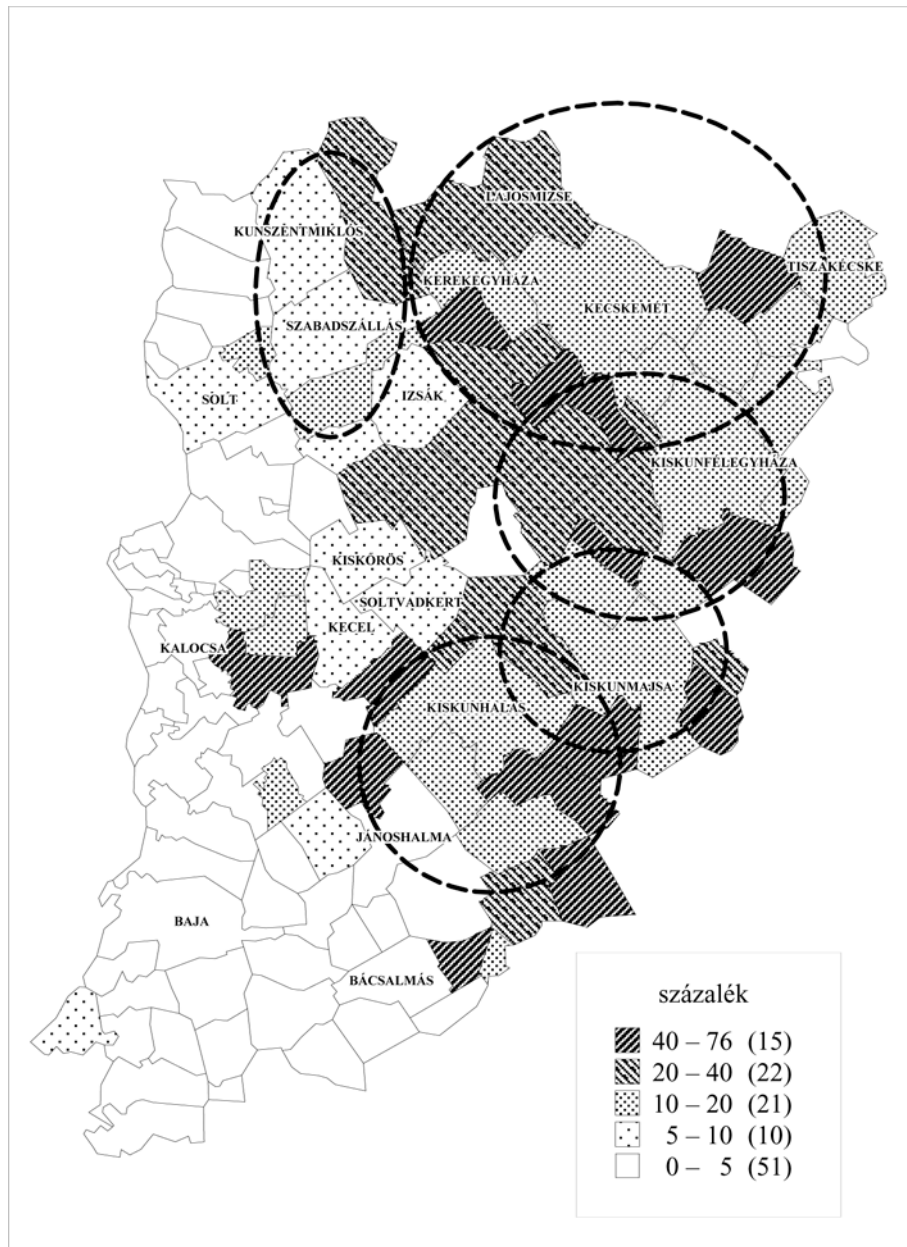 LAJOSMIZSE
KUNSZENTMIKLÓS
TISZAKÉCSKE
KEREKEGYHÁZA
KECSKEMÉT
SZABADSZÁLLÁS
SOLT
IZSÁK
KISKUNFÉLEGYHÁZA
KISKŐRÖS
SOLTVADKERT
KECEL
KALOCSA
KISKUNMAJSA
KISKUNHALAS
JÁNOSHALMA
BAJA
BÁCSALMÁS
százalék
40 – 76 (15)
20 – 40 (22)
10 – 20 (21)
5 – 10 (10)
0 – 5 (51)